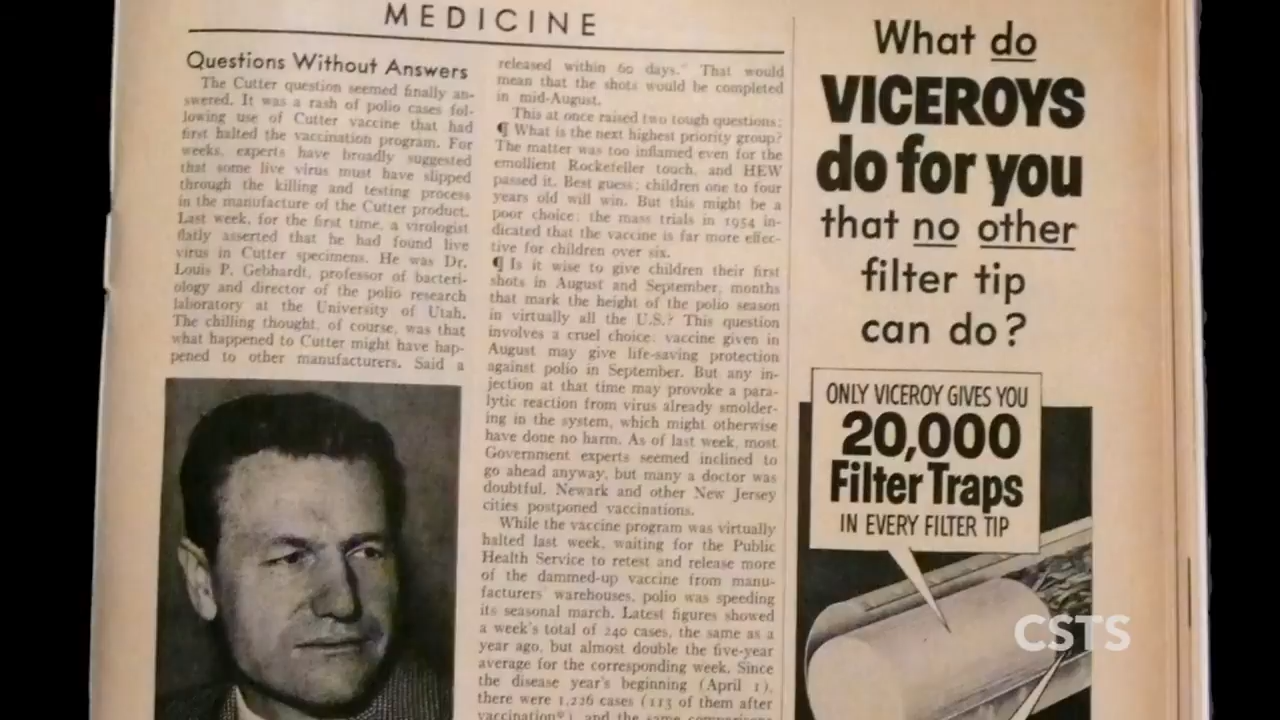 MEDICINE
Questions Without Answers
The Cutter question seemed finally an-
swered. It was a rash of polio cases fol-
lowing use of Cutter vaccine that had
first halted the vaccination program. For
weeks, experts have broadly suggested
that some live virus must have slipped
through the killing and testing process
in the manufacture of the Cutter product.
Last week, for the first time, a virologist
flatly asserted that he had found live
virus in Cutter specimens. He was Dr.
Louis P. Gebhardt, professor of bacteri-
ology and director of the polio research
laboratory at the University of Utah.
The chilling thought, of course, was that
what happened to Cutter might have hap-
pened to other manufacturers. Said a
released within 60 days." That would
mean that the shots would be completed
in mid-August.
This at once raised two tough questions:
¶ What is the next highest priority group?
The matter was too inflamed even for the
emollient Rockefeller touch, and HEW
passed it. Best guess: children one to four
years old will win. But this might be a
poor choice: the mass trials in 1954 in-
dicated that the vaccine is far more effec-
tive for children over six.
¶ Is it wise to give children their first
shots in August and September, months
that mark the height of the polio season
in virtually all the U.S.? This question
involves a cruel choice: vaccine given in
August may give life-saving protection
against polio in September. But any in-
jection at that time may provoke a para-
lytic reaction from virus already smolder-
ing in the system, which might otherwise
have done no harm. As of last week, most
Government experts seemed inclined to
go ahead anyway, but many a doctor was
doubtful. Newark and other New Jersey
cities postponed vaccinations.
While the vaccine program was virtually
halted last week, waiting for the Public
Health Service to retest and release more
of the dammed-up vaccine from manu-
facturers warehouses, polio was speeding
its seasonal march. Latest figures showed
a week's total of 240 cases, the same as a
year ago, but almost double the five-year
average for the corresponding week. Since
the disease year's beginning (April 1),
there were 1,226 cases (113 of them after
vaccination*), and the same
What do
VICEROYS
do for you
that no other
filter tip
can do?
ONLY VICEROY GIVES YOU
20,000
Filter Traps
IN EVERY FILTER TIP
CSTS